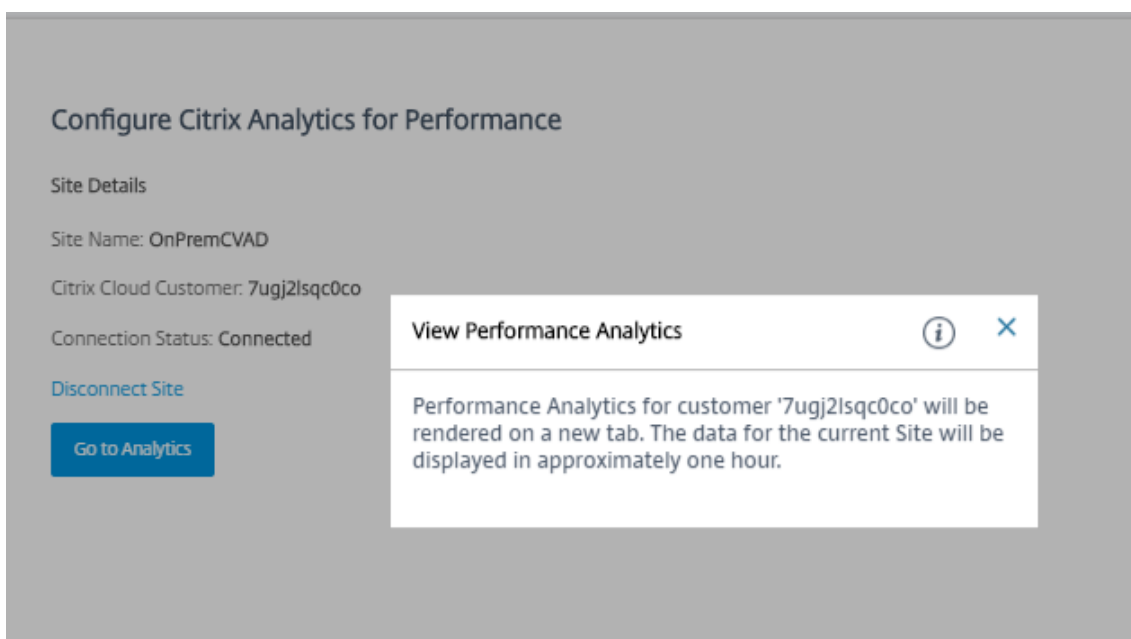 Configure Citrix Analytics for Performance
Site Details
Site Name: OnPremCVAD
Citrix Cloud Customer: 7ugj2lsqc0co
Connection Status: Connected
Disconnect Site
Go to Analytics
View Performance Analytics
Performance Analytics for customer '7ugj2lsqc0co' will be
rendered on a new tab. The data for the current Site will be
displayed in approximately one hour.